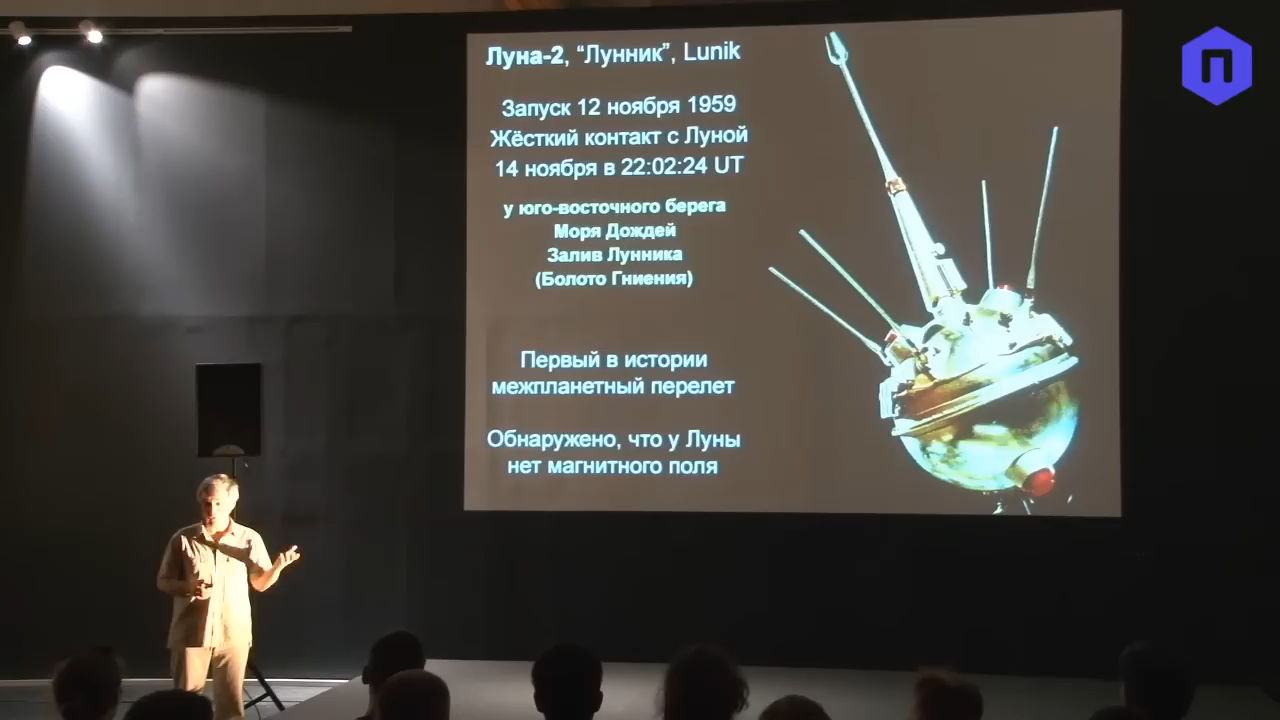 Луна-2, “Лунник”, Lunik
Запуск 12 ноября 1959
Жёсткий контакт с Луной
14 ноября в 22:02:24 UT
у юго-восточного берега
Моря Дождей
Залив Лунника
(Болото Гниения)
Первый в истории
межпланетный перелет
Обнаружено, что у Луны
нет магнитного поля
П